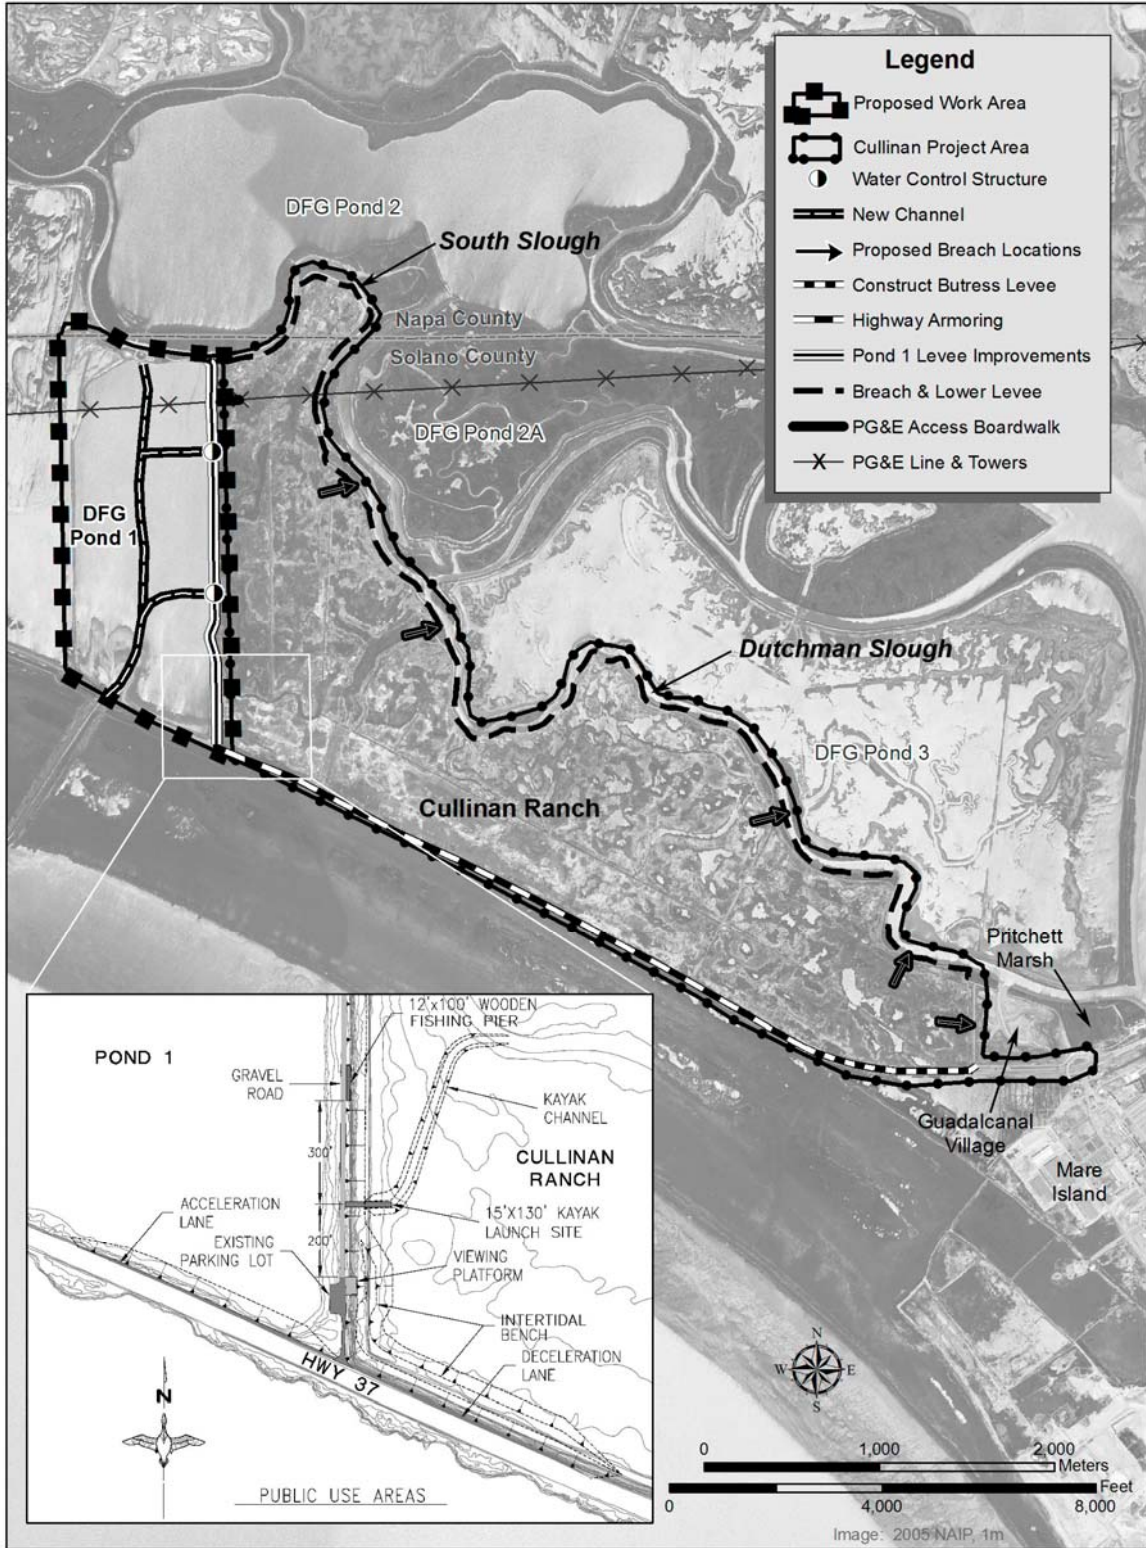 Legend
Proposed Work Area
Cullinan Project Area
Water Control Structure
New Channel
Proposed Breach Locations
Construct Butress Levee
Highway Armoring
Pond 1 Levee Improvements
Breach & Lower Levee
PG&E Access Boardwalk
PG&E Line & Towers
DFG Pond 2
South Slough
Napa County
Solano County
DFG Pond 2A
DFG
Pond 1
Dutchman Slough
DFG Pond 3
Cullinan Ranch
Pritchett
Marsh
Guadalcanal
Village
Mare
Island
12'x100' WOODEN
FISHING PIER
POND 1
GRAVEL
ROAD
KAYAK
CHANNEL
300'
CULLINAN
RANCH
ACCELERATION
LANE
15'X130' KAYAK
LAUNCH SITE
200'
EXISTING
PARKING LOT
VIEWING
PLATFORM
INTERTIDAL
BENCH
DECELERATION
LANE
HWY 37
N
PUBLIC USE AREAS
N
W
E
S
0 1,000 2,000
Meters
Feet
0 4,000 8,000
Image: 2005 NAIP, 1m